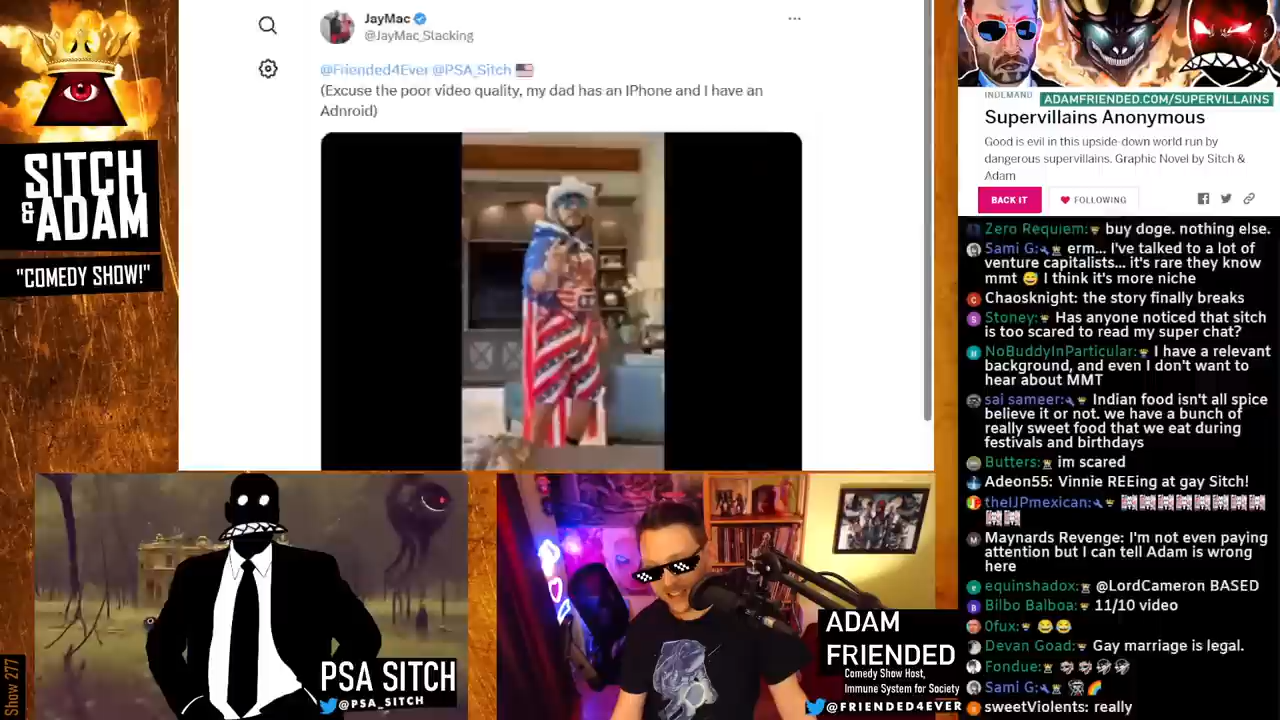 SITCH
& ADAM
"COMEDY SHOW!"
Show 277
JayMac
@JayMac_Stacking
...
@Friended4Ever @PSA_Sitch
(Excuse the poor video quality, my dad has an IPhone and I have an
Adnroid)
PSA SITCH
@PSA_SITCH
ADAM
FRIENDED
Comedy Show Host,
Immune System for Society
@FRIENDED4EVER
INDEMAND
ADAMFRIENDED.COM/SUPERVILLAINS
Supervillains Anonymous
Good is evil in this upside-down world run by
dangerous supervillains. Graphic Novel by Sitch &
Adam
BACK IT
FOLLOWING
Zero Requiem: buy doge. nothing else.
Sami G: erm... I've talked to a lot of
venture capitalists... it's rare they know
mmt 😅 I think it's more niche
Chaosknight: the story finally breaks
Stoney: Has anyone noticed that sitch
is too scared to read my super chat?
NoBuddyInParticular: I have a relevant
background, and even I don't want to
hear about MMT
sai sameer: Indian food isn't all spice
believe it or not. we have a bunch of
really sweet food that we eat during
festivals and birthdays
Butters: im scared
Adeon55: Vinnie REEing at gay Sitch!
theIJPmexican:
Maynards Revenge: I'm not even paying
attention but I can tell Adam is wrong
here
equinshadox: @LordCameron BASED
Bilbo Balboa: 11/10 video
0fux: 😂😂
Devan Goad: Gay marriage is legal.
Fondue:
Sami G:
sweetViolents: really